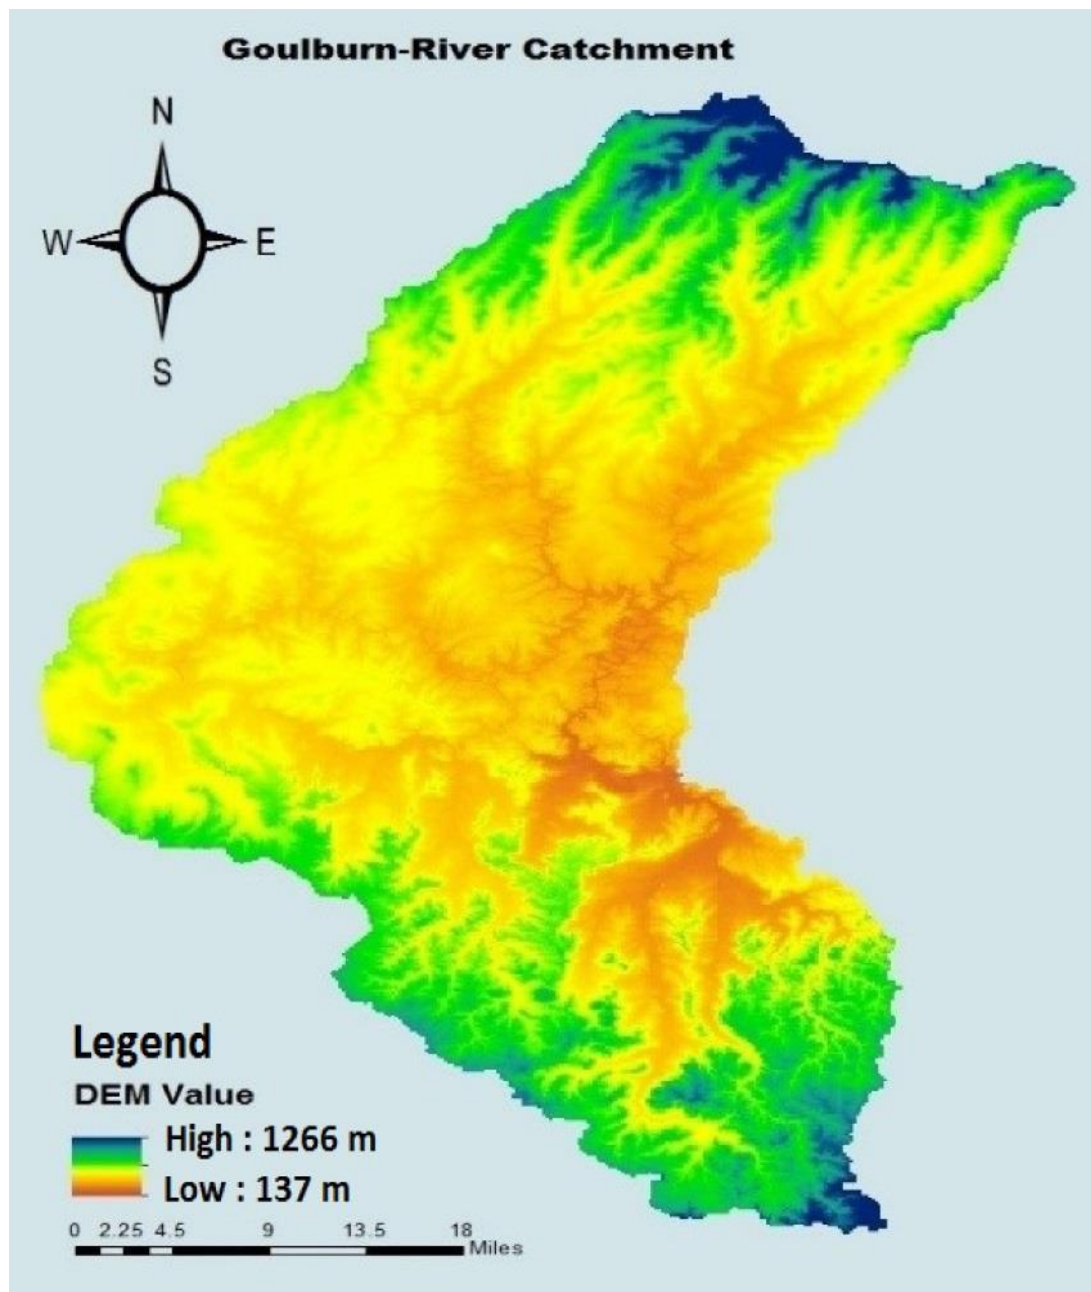 Goulburn-River Catchment
N
W E
S
Legend
DEM Value
High : 1266 m
Low : 137 m
0 2.25 4.5 9 13.5 18
Miles